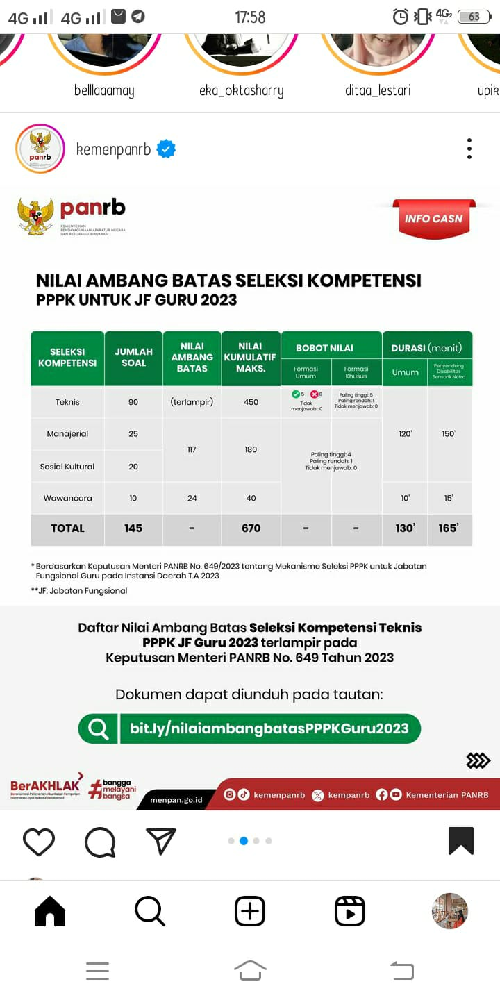 4G 4G 17:58 4G2 63
belllaaamay eka_oktasharry ditaa_lestari upik
kemenpanrb
panrb
panrb
KEMENTERIAN
PENDAYAGUNAAN APARATUR NEGARA
DAN REFORMASI BIROKRASI
INFO CASN
NILAI AMBANG BATAS SELEKSI KOMPETENSI
PPPK UNTUK JF GURU 2023
SELEKSI KOMPETENSI JUMLAH SOAL NILAI AMBANG BATAS NILAI KUMULATIF MAKS. BOBOT NILAI DURASI (menit)
Formasi Umum Formasi Khusus Umum Penyandang Disabilitas Sensorik Netra
Teknis 90 (terlampir) 450 5 0 Tidak menjawab : 0 Paling tinggi: 5 Paling rendah: 1 Tidak menjawab: 0
Manajerial 25 117 180 Paling tinggi: 4 Paling rendah: 1 Tidak menjawab: 0 120' 150'
Sosial Kultural 20
Wawancara 10 24 40 10' 15'
TOTAL 145 - 670 - - 130' 165'
* Berdasarkan Keputusan Menteri PANRB No. 649/2023 tentang Mekanisme Seleksi PPPK untuk Jabatan
Fungsional Guru pada Instansi Daerah T.A 2023
**JF: Jabatan Fungsional
Daftar Nilai Ambang Batas Seleksi Kompetensi Teknis
PPPK JF Guru 2023 terlampir pada
Keputusan Menteri PANRB No. 649 Tahun 2023
Dokumen dapat diunduh pada tautan:
bit.ly/nilaiambangbatasPPPKGuru2023
BerAKHLAK
Berorientasi Pelayanan Akuntabel Kompeten
Harmonis Loyal Adaptif Kolaboratif
# bangga
melayani
bangsa
menpan.go.id
kemenpanrb kempanrb Kementerian PANRB